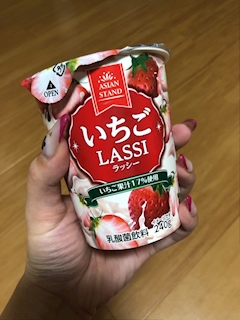 OPEN
ASIAN
STAND
いちご
LASSI
ラッシー
いちご果汁17%使用
乳酸菌飲料
240g